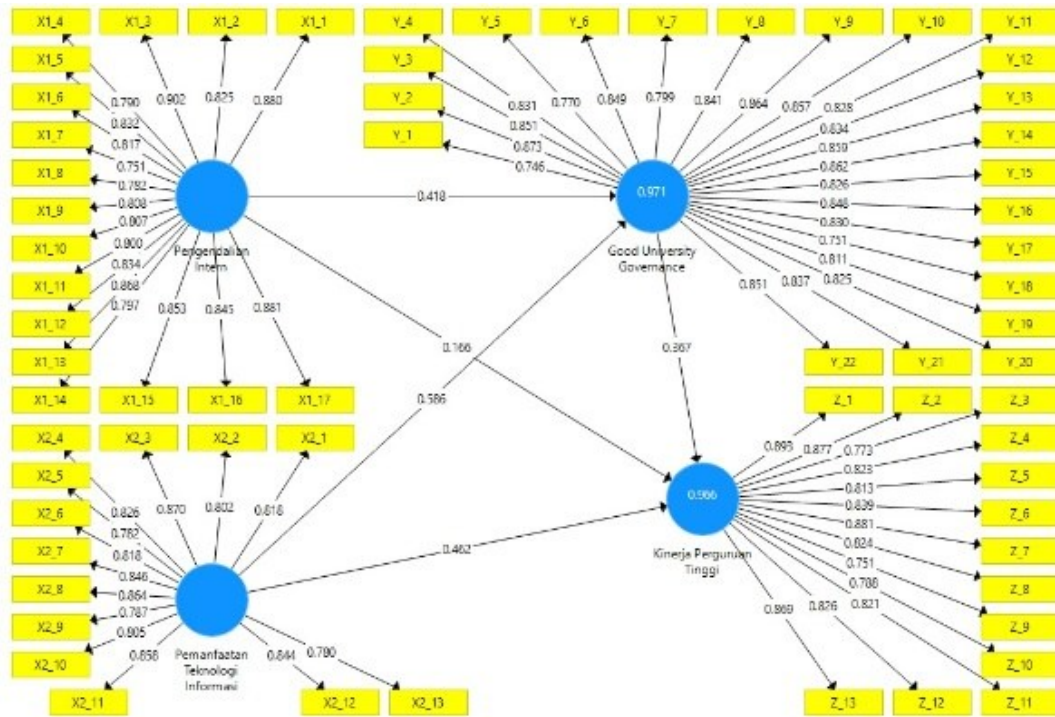 X1_4
X1_3
X1_2
X1_1
Y_4
Y_5
Y_6
Y_7
Y_8
Y_9
Y_10
Y_11
X1_5
Y_3
Y_12
X1_6
Y_2
Y_13
X1_7
Y_1
Y_14
X1_8
Y_15
X1_9
Y_16
X1_10
Y_17
X1_11
Y_18
X1_12
Y_19
X1_13
Y_22
Y_21
Y_20
X1_14
X1_15
X1_16
X1_17
Z_1
Z_2
Z_3
0.790
0.902
0.825
0.880
0.832
0.817
0.751
0.782
0.808
0.807
0.800
0.834
0.868
0.797
0.853
0.845
0.881
Pengendalian
Intern
0.831
0.770
0.849
0.799
0.841
0.864
0.857
0.828
0.851
0.873
0.746
0.834
0.859
0.862
0.826
0.848
0.830
0.751
0.811
0.825
0.837
0.851
0.971
Good University
Governance
0.418
0.166
0.586
0.367
0.462
X2_4
X2_3
X2_2
X2_1
X2_5
X2_6
X2_7
X2_8
X2_9
X2_10
X2_11
X2_12
X2_13
0.826
0.870
0.802
0.818
0.782
0.818
0.846
0.864
0.787
0.805
0.858
0.844
0.780
Pemanfaatan
Teknologi
Informasi
Z_4
Z_5
Z_6
Z_7
Z_8
Z_9
Z_10
Z_11
Z_12
Z_13
0.893
0.877
0.773
0.823
0.813
0.839
0.881
0.824
0.751
0.788
0.821
0.826
0.869
0.966
Kinerja Perguruan
Tinggi